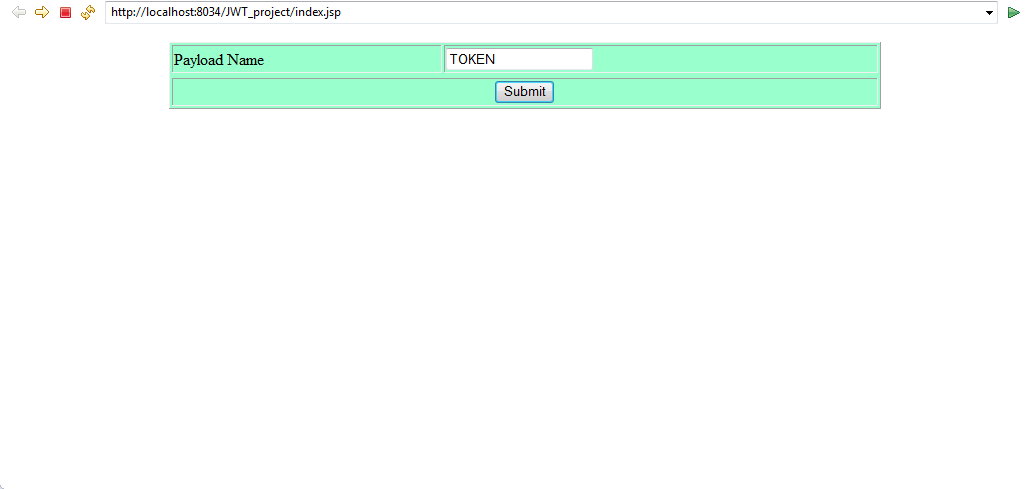 http://localhost:8034/JWT_project/index.jsp
Payload Name TOKEN
Submit